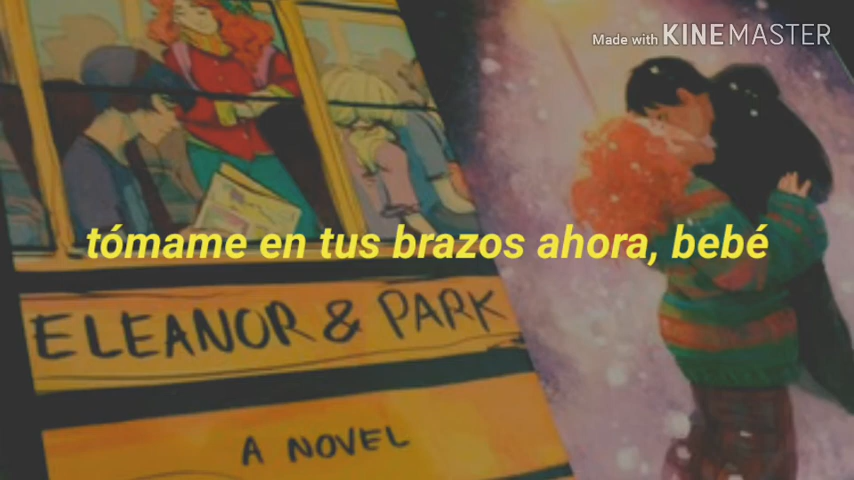 Made with KINEMASTER
tómame en tus brazos ahora, bebé
ELEANOR & PARK
A NOVEL